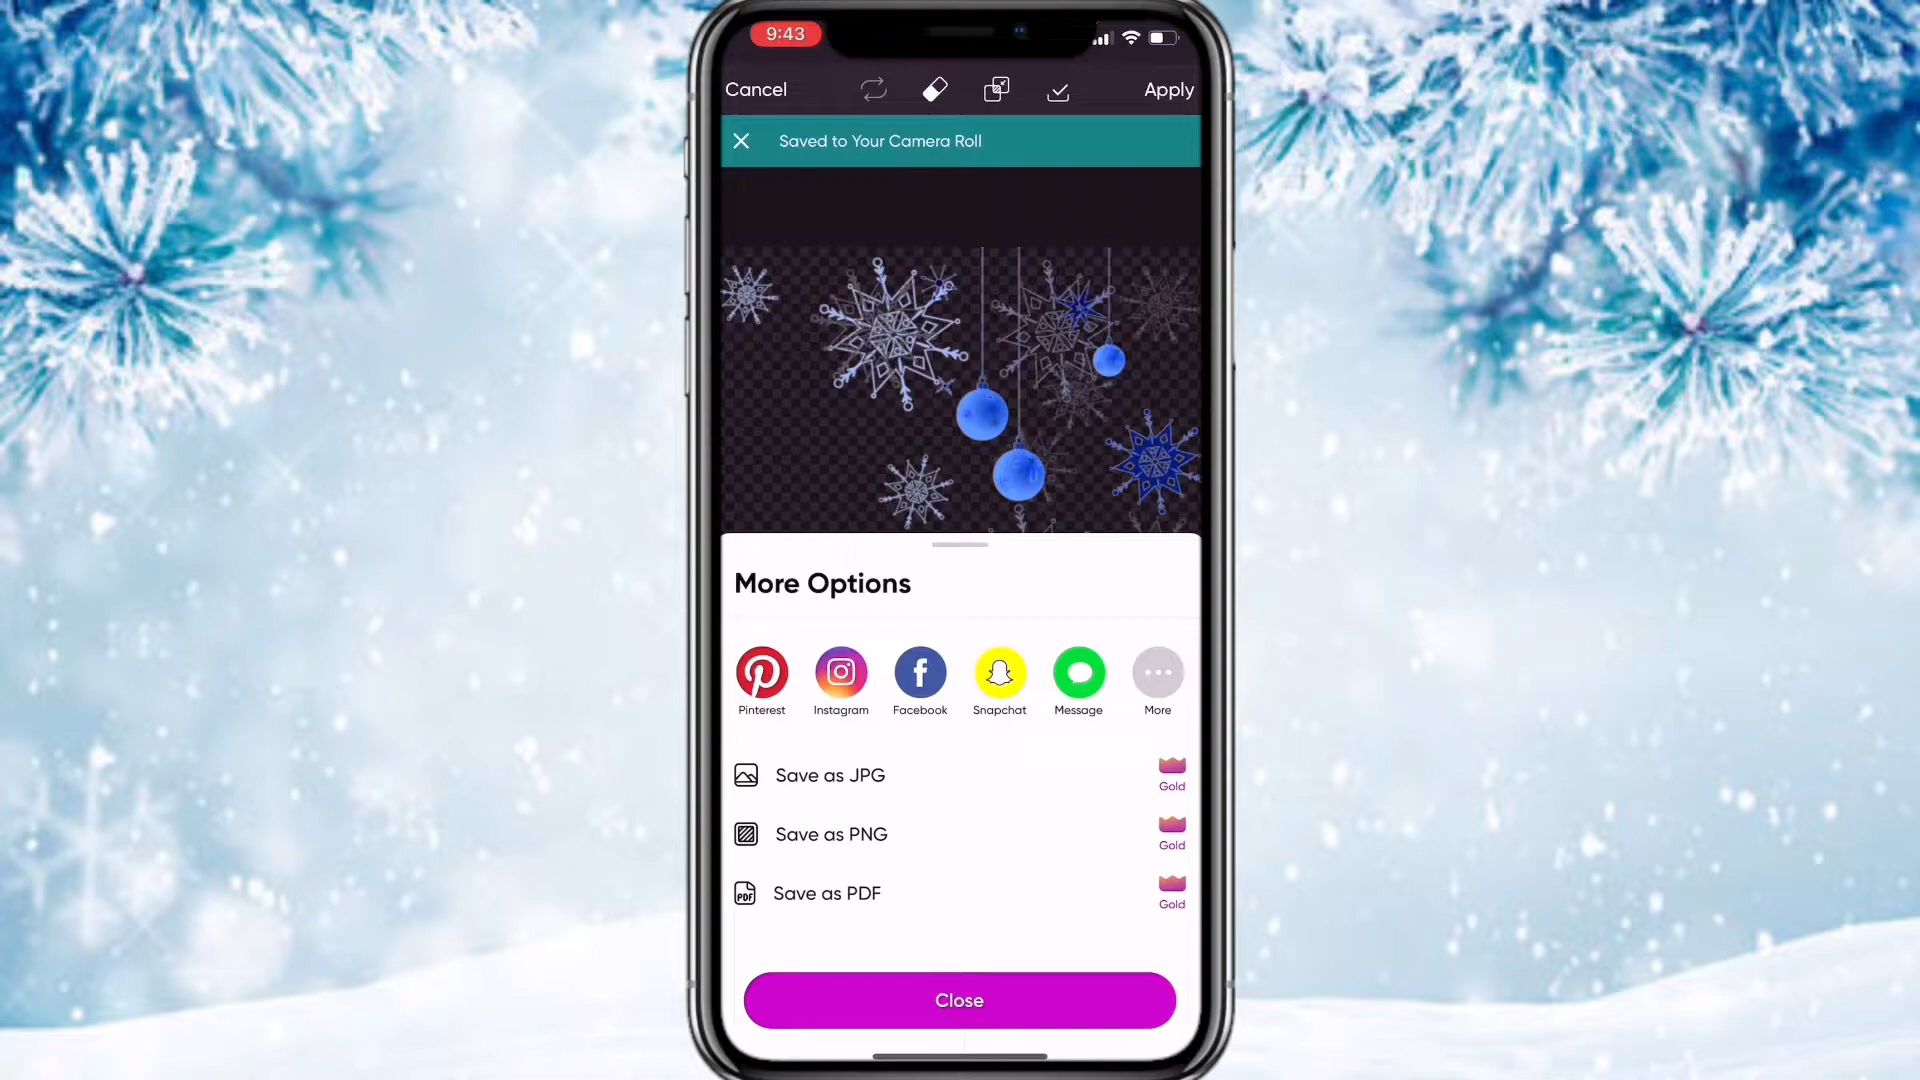 9:43
Cancel
Apply
Saved to Your Camera Roll
More Options
Pinterest
Instagram
Facebook
Snapchat
Message
More
Save as JPG
Gold
Save as PNG
Gold
PDF
Save as PDF
Gold
Close